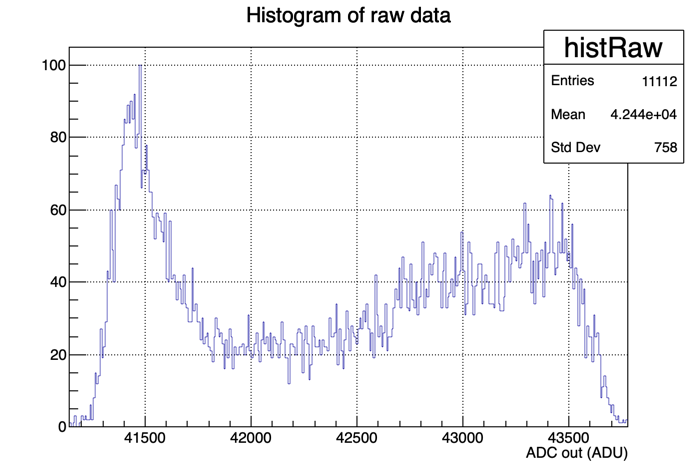 Histogram of raw data
histRaw
Entries 11112
Mean 4.244e+04
Std Dev 758
100
80
60
40
20
0
41500 42000 42500 43000 43500
ADC out (ADU)